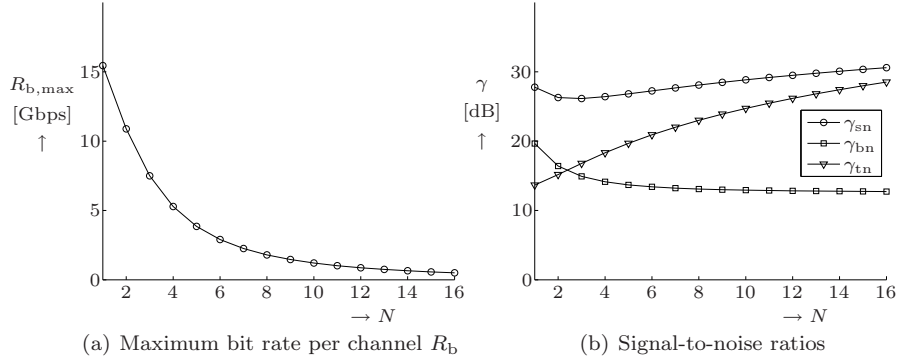 R_b,max
[Gbps]
↑
15
10
5
0
2 4 6 8 10 12 14 16
→ N
(a) Maximum bit rate per channel R_b
γ
[dB]
↑
30
20
10
0
2 4 6 8 10 12 14 16
→ N
γ_sn
γ_bn
γ_tn
(b) Signal-to-noise ratios